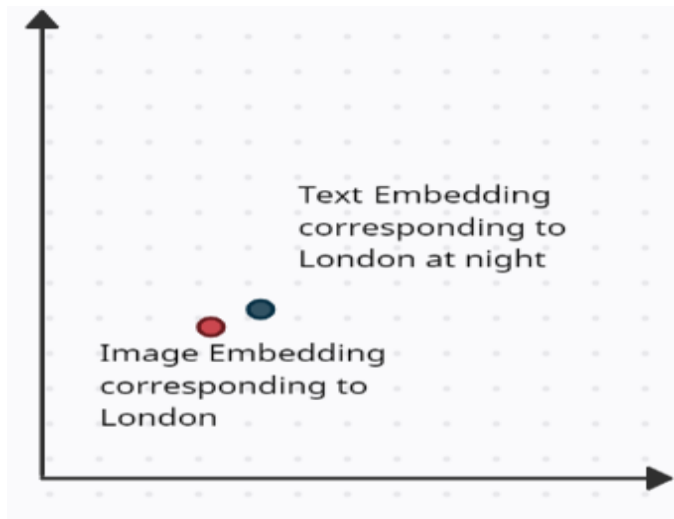 Text Embedding
corresponding to
London at night
Image Embedding
corresponding to
London